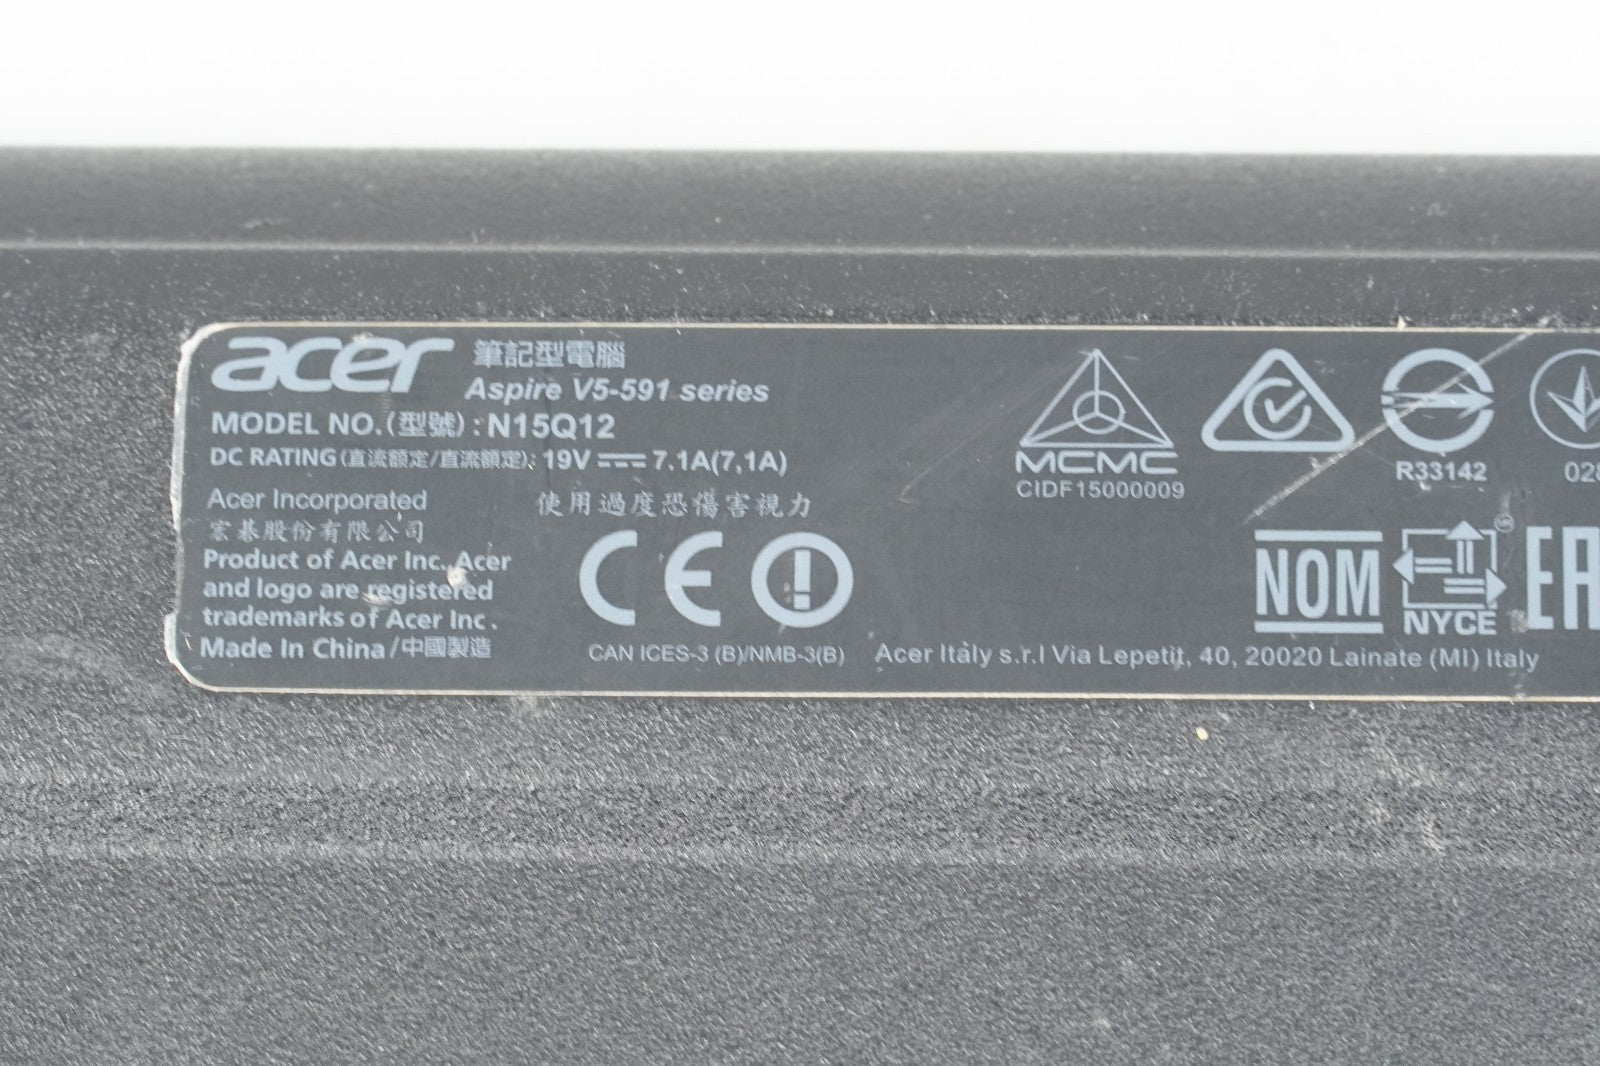 acer 筆記型電腦
Aspire V5-591 series
MODEL NO.(型號): N15Q12
DC RATING(直流額定/直流額定): 19V 7.1A(7,1A)
Acer Incorporated
宏碁股份有限公司
使用過度恐傷害視力
Product of Acer Inc. Acer
and logo are registered
trademarks of Acer Inc.
Made In China/中國製造
CE
CAN ICES-3 (B)/NMB-3(B)
Acer Italy s.r.l Via Lepetit, 40, 20020 Lainate (MI) Italy
MCMC
CIDF15000009
R33142
028
NOM
NYCE